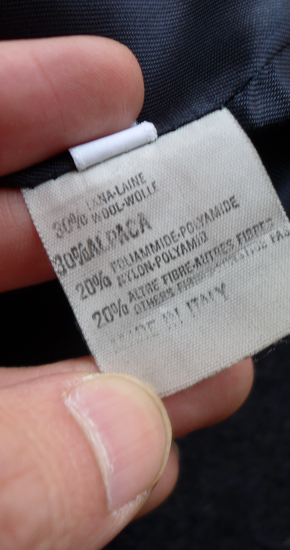 30% LANA-LAINE
WOOL-WOLLE
30% ALPACA
20% POLIAMMIDE-POLYAMIDE
NYLON-POLYAMID
20% ALTRE FIBRE-AUTRES FIBRES
OTHERS FIBRES
MADE IN ITALY